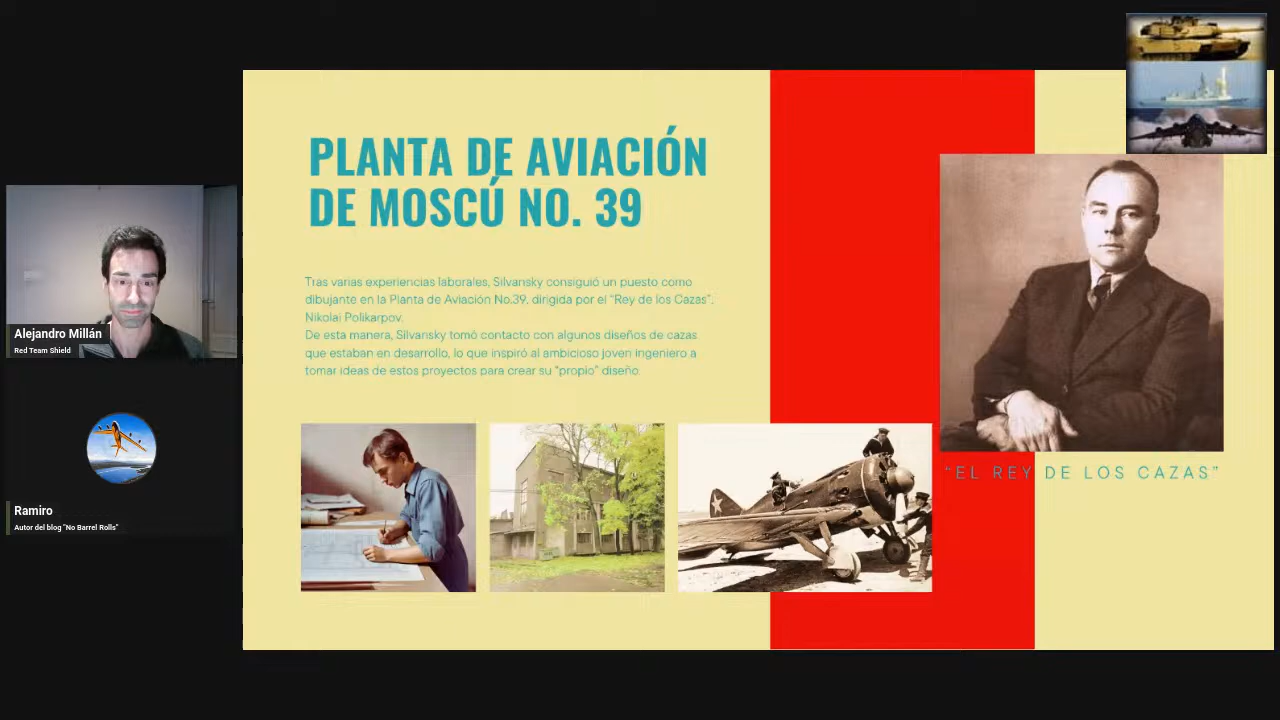 PLANTA DE AVIACIÓN
DE MOSCÚ NO. 39
Tras varias experiencias laborales, Silvansky consiguió un puesto como
dibujante en la Planta de Aviación No.39, dirigida por el “Rey de los Cazas”.
Nikolai Polikarpov.
De esta manera, Silvansky tomó contacto con algunos diseños de cazas
que estaban en desarrollo, lo que inspiró al ambicioso joven ingeniero a
tomar ideas de estos proyectos para crear su “propio” diseño.
“EL REY DE LOS CAZAS”
Alejandro Millán
Red Team Shield
Ramiro
Autor del blog "No Barrel Rolls"